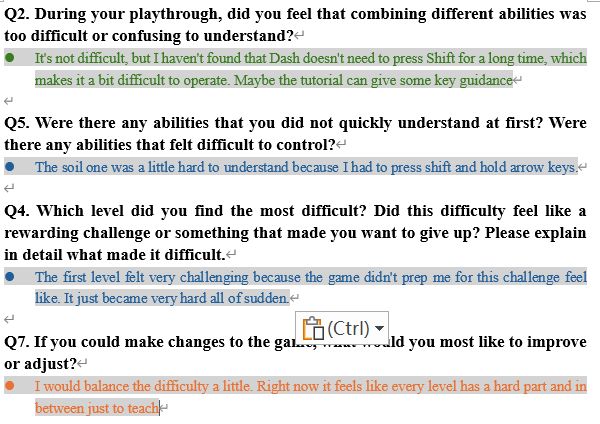 Q2. During your playthrough, did you feel that combining different abilities was
too difficult or confusing to understand?
It's not difficult, but I haven't found that Dash doesn't need to press Shift for a long time, which
makes it a bit difficult to operate. Maybe the tutorial can give some key guidance
Q5. Were there any abilities that you did not quickly understand at first? Were
there any abilities that felt difficult to control?
The soil one was a little hard to understand because I had to press shift and hold arrow keys.
Q4. Which level did you find the most difficult? Did this difficulty feel like a
rewarding challenge or something that made you want to give up? Please explain
in detail what made it difficult.
The first level felt very challenging because the game didn't prep me for this challenge feel
like. It just became very hard all of sudden.
(Ctrl)
Q7. If you could make changes to the would you most like to improve
or adjust?
I would balance the difficulty a little. Right now it feels like every level has a hard part and in
between just to teach